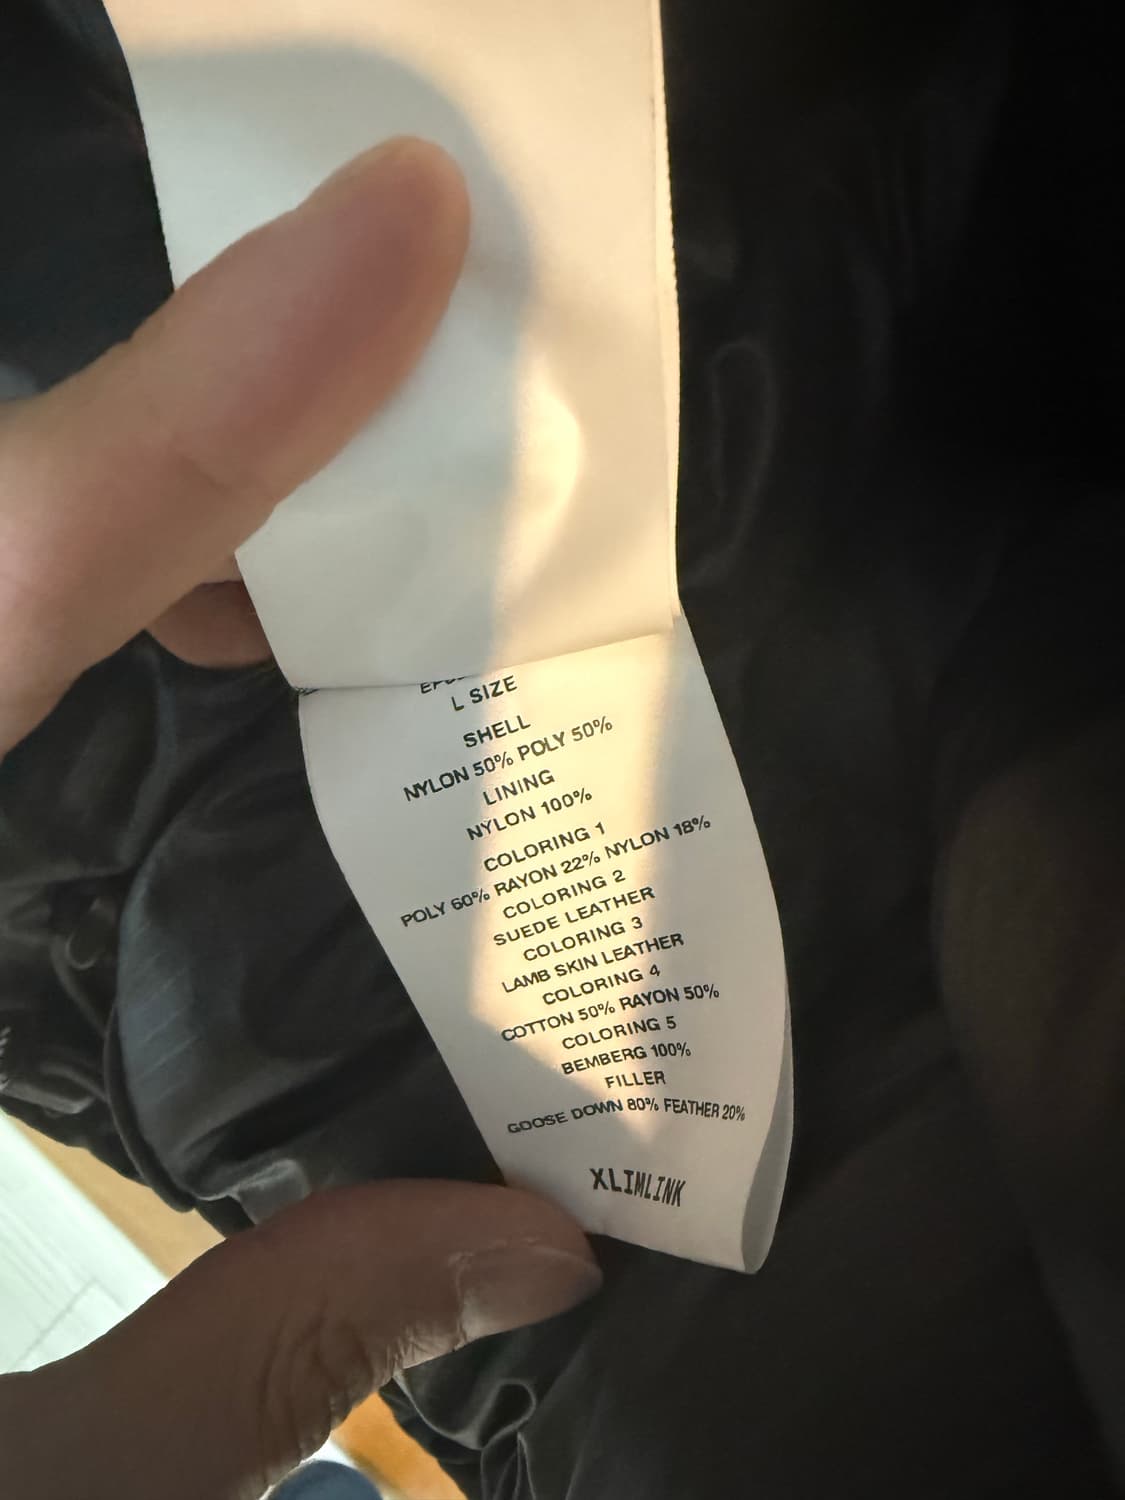 L SIZE
SHELL
NYLON 50% POLY 50%
LINING
NYLON 100%
COLORING 1
POLY 60% RAYON 22% NYLON 18%
COLORING 2
SUEDE LEATHER
COLORING 3
LAMB SKIN LEATHER
COLORING 4
COTTON 50% RAYON 50%
COLORING 5
BEMBERG 100%
FILLER
GOOSE DOWN 80% FEATHER 20%
XLIMLINK